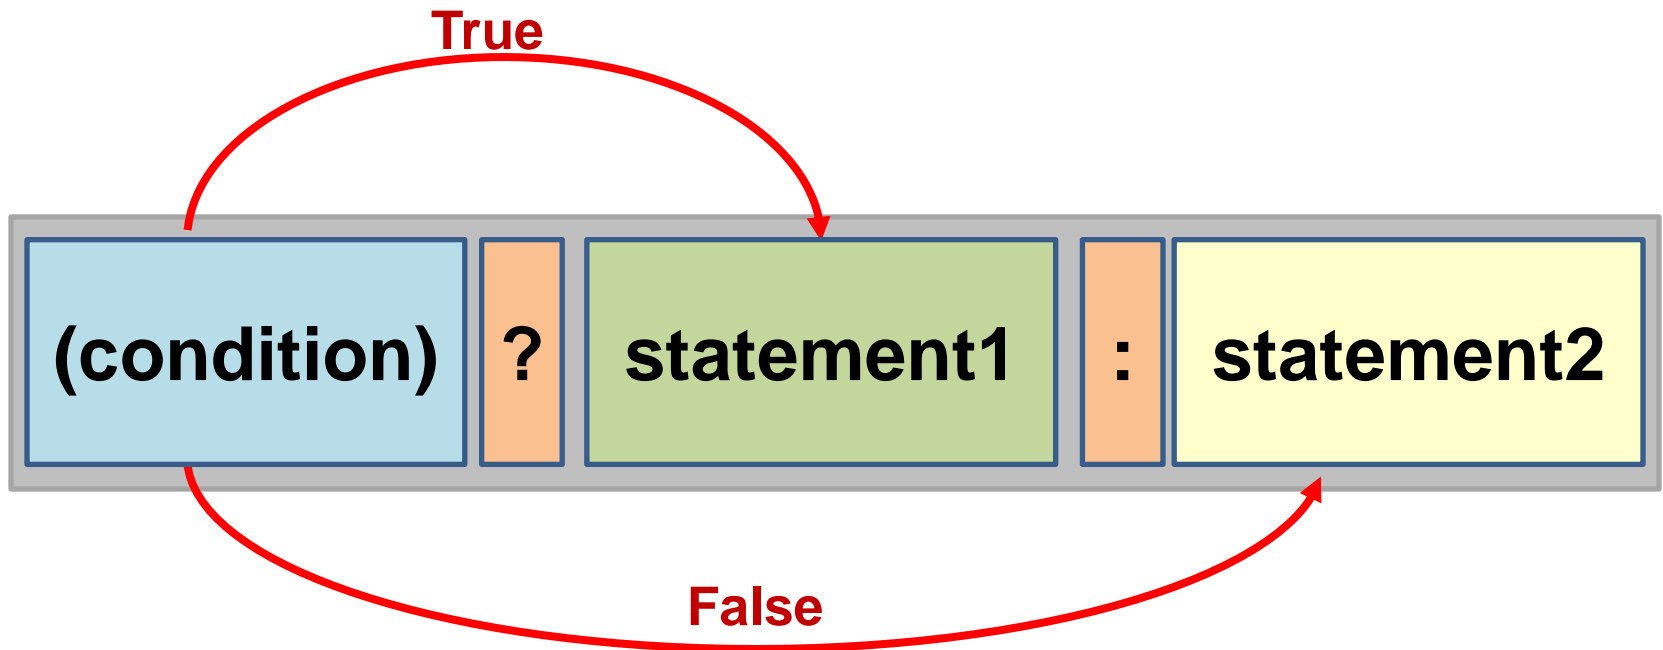 True
(condition) ? statement1 : statement2
False